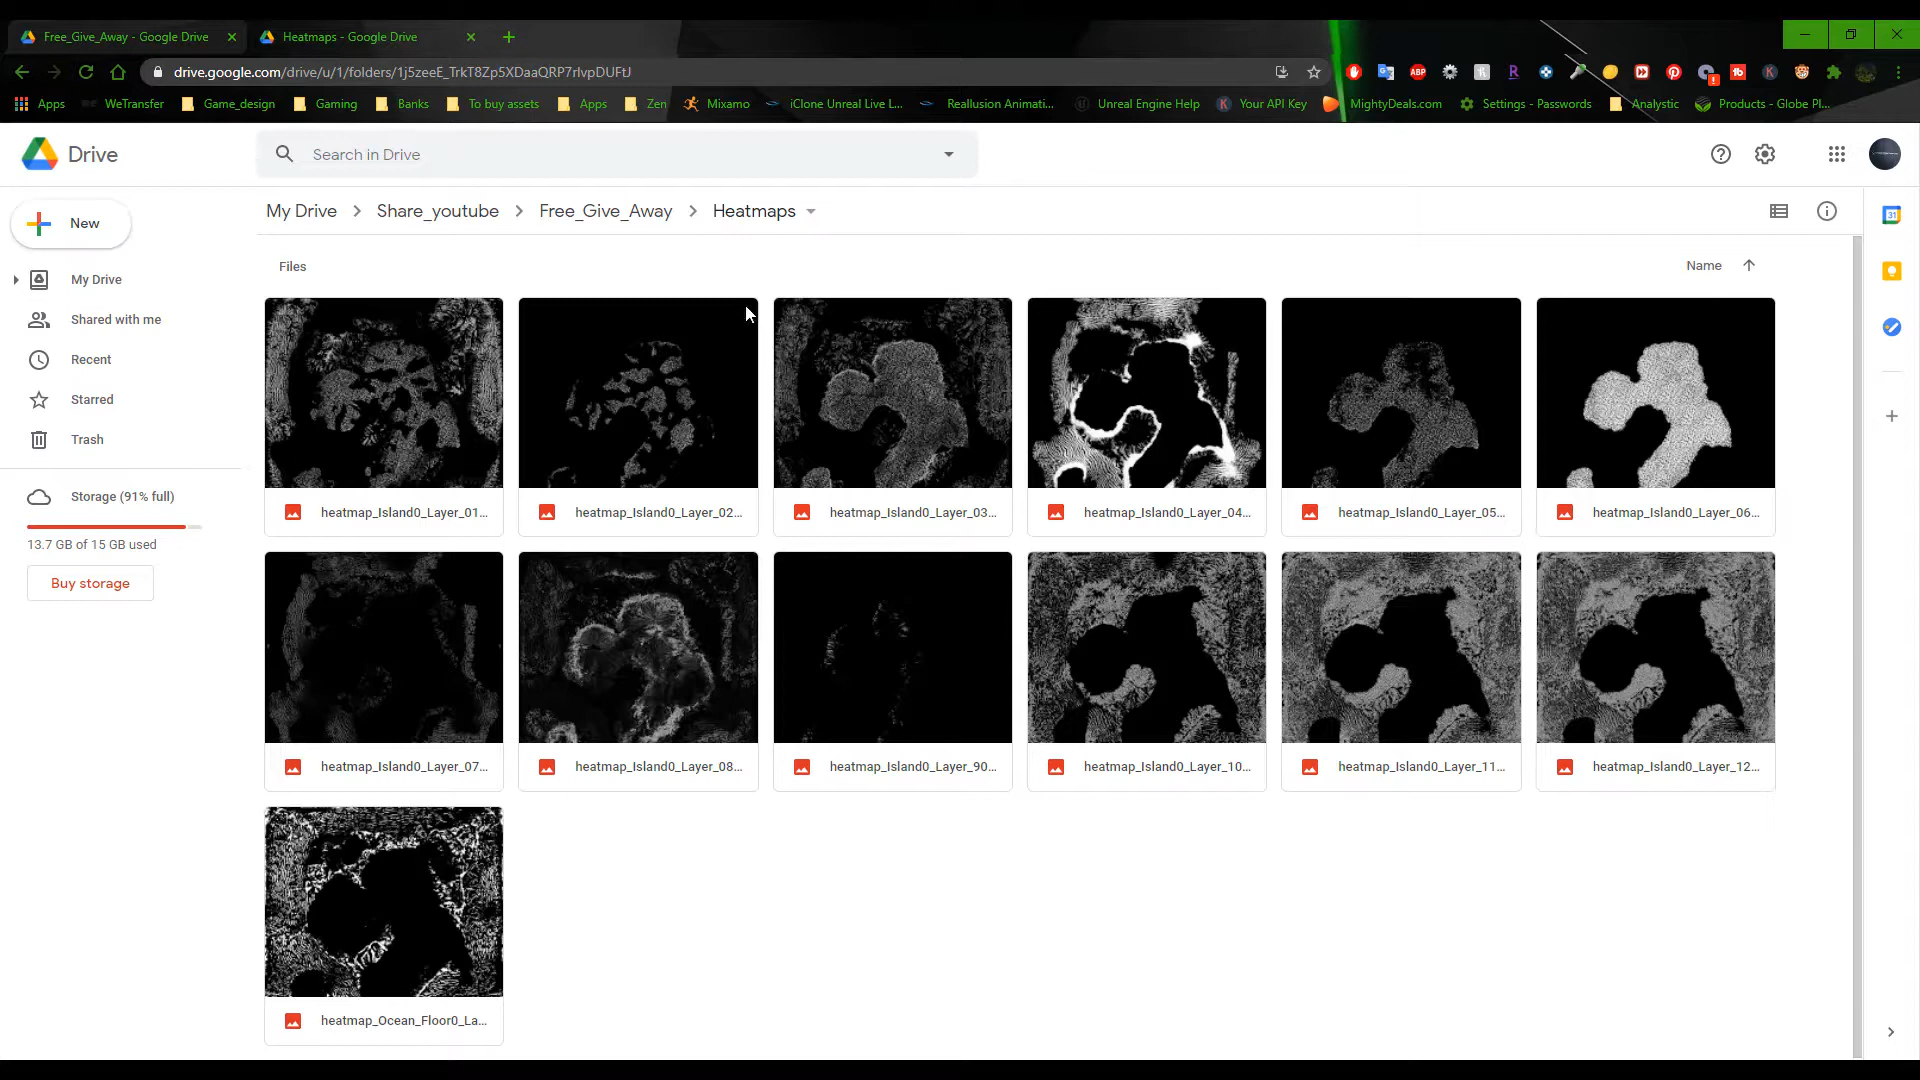 Free_Give_Away - Google Drive
Heatmaps - Google Drive
drive.google.com/drive/u/1/folders/1j5zeeE_TrkT8Zp5XDaaQRP7rlvpDUFtJ
Apps WeTransfer Game_design Gaming Banks To buy assets Apps Zen Mixamo iClone Unreal Live L... Reallusion Animati... Unreal Engine Help Your API Key MightyDeals.com Settings - Passwords Analystic Products - Globe Pl...
Drive
Search in Drive
New
My Drive
Share_youtube
Free_Give_Away
Heatmaps
My Drive
Shared with me
Recent
Starred
Trash
Storage (91% full)
13.7 GB of 15 GB used
Buy storage
Files
Name
heatmap_Island0_Layer_01...
heatmap_Island0_Layer_02...
heatmap_Island0_Layer_03...
heatmap_Island0_Layer_04...
heatmap_Island0_Layer_05...
heatmap_Island0_Layer_06...
heatmap_Island0_Layer_07...
heatmap_Island0_Layer_08...
heatmap_Island0_Layer_90...
heatmap_Island0_Layer_10...
heatmap_Island0_Layer_11...
heatmap_Island0_Layer_12...
heatmap_Ocean_Floor0_La...
ABP
31